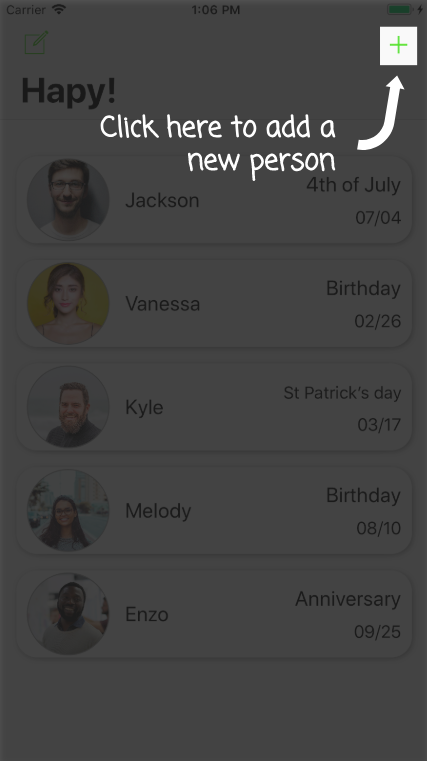 Carrier 1:06 PM
+
Hapy!
Click here to add a
new person
Jackson
4th of July
07/04
Vanessa
Birthday
02/26
Kyle
St Patrick's day
03/17
Melody
Birthday
08/10
Enzo
Anniversary
09/25